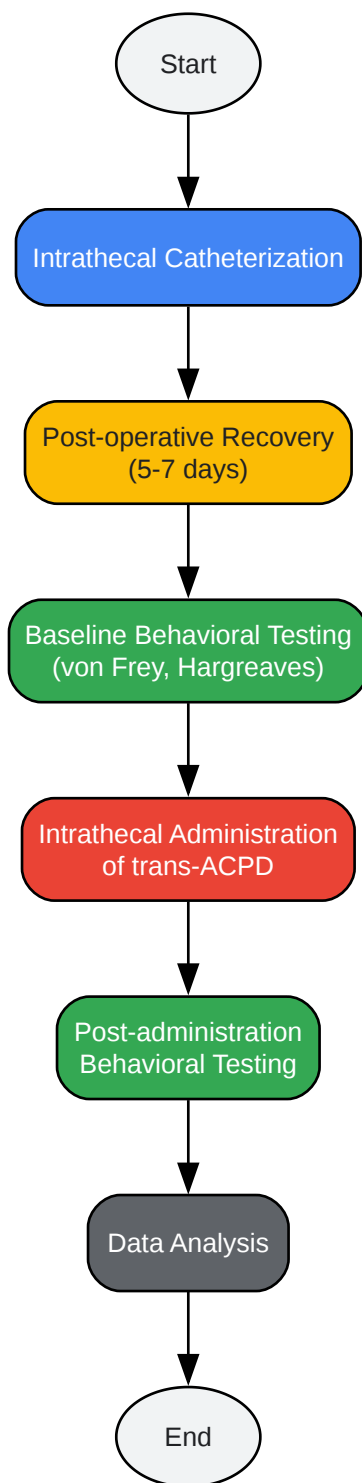 Start
Intrathecal Catheterization
Post-operative Recovery
(5-7 days)
Baseline Behavioral Testing
(von Frey, Hargreaves)
Intrathecal Administration
of trans-ACPD
Post-administration
Behavioral Testing
Data Analysis
End